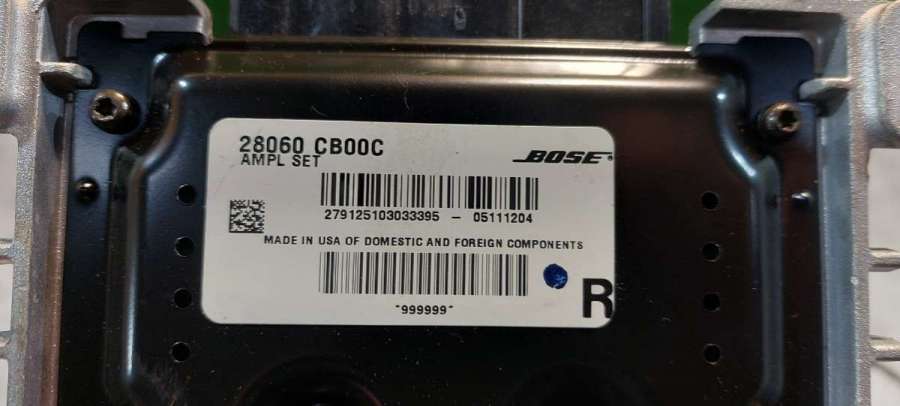 28060 CB00C
AMPL SET
BOSE®
279125103033395 - 05111204
MADE IN USA OF DOMESTIC AND FOREIGN COMPONENTS
R
"999999"